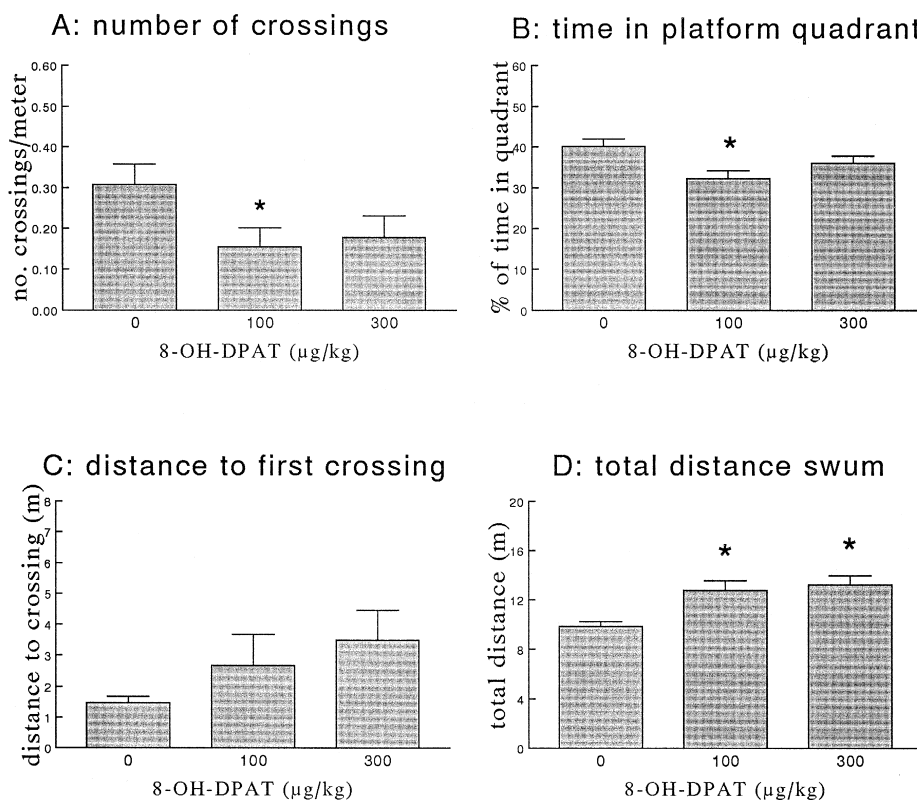 A: number of crossings
no. crossings/meter
0.60
0.50
0.40
0.30
0.20
0.10
0.00
*
0 100 300
8-OH-DPAT (µg/kg)
B: time in platform quadrant
% of time in quadrant
60
50
40
30
20
10
0
*
0 100 300
8-OH-DPAT (µg/kg)
C: distance to first crossing
distance to crossing (m)
8
7
6
5
4
3
2
1
0
0 100 300
8-OH-DPAT (µg/kg)
D: total distance swum
total distance (m)
20
16
12
8
4
0
* *
0 100 300
8-OH-DPAT (µg/kg)